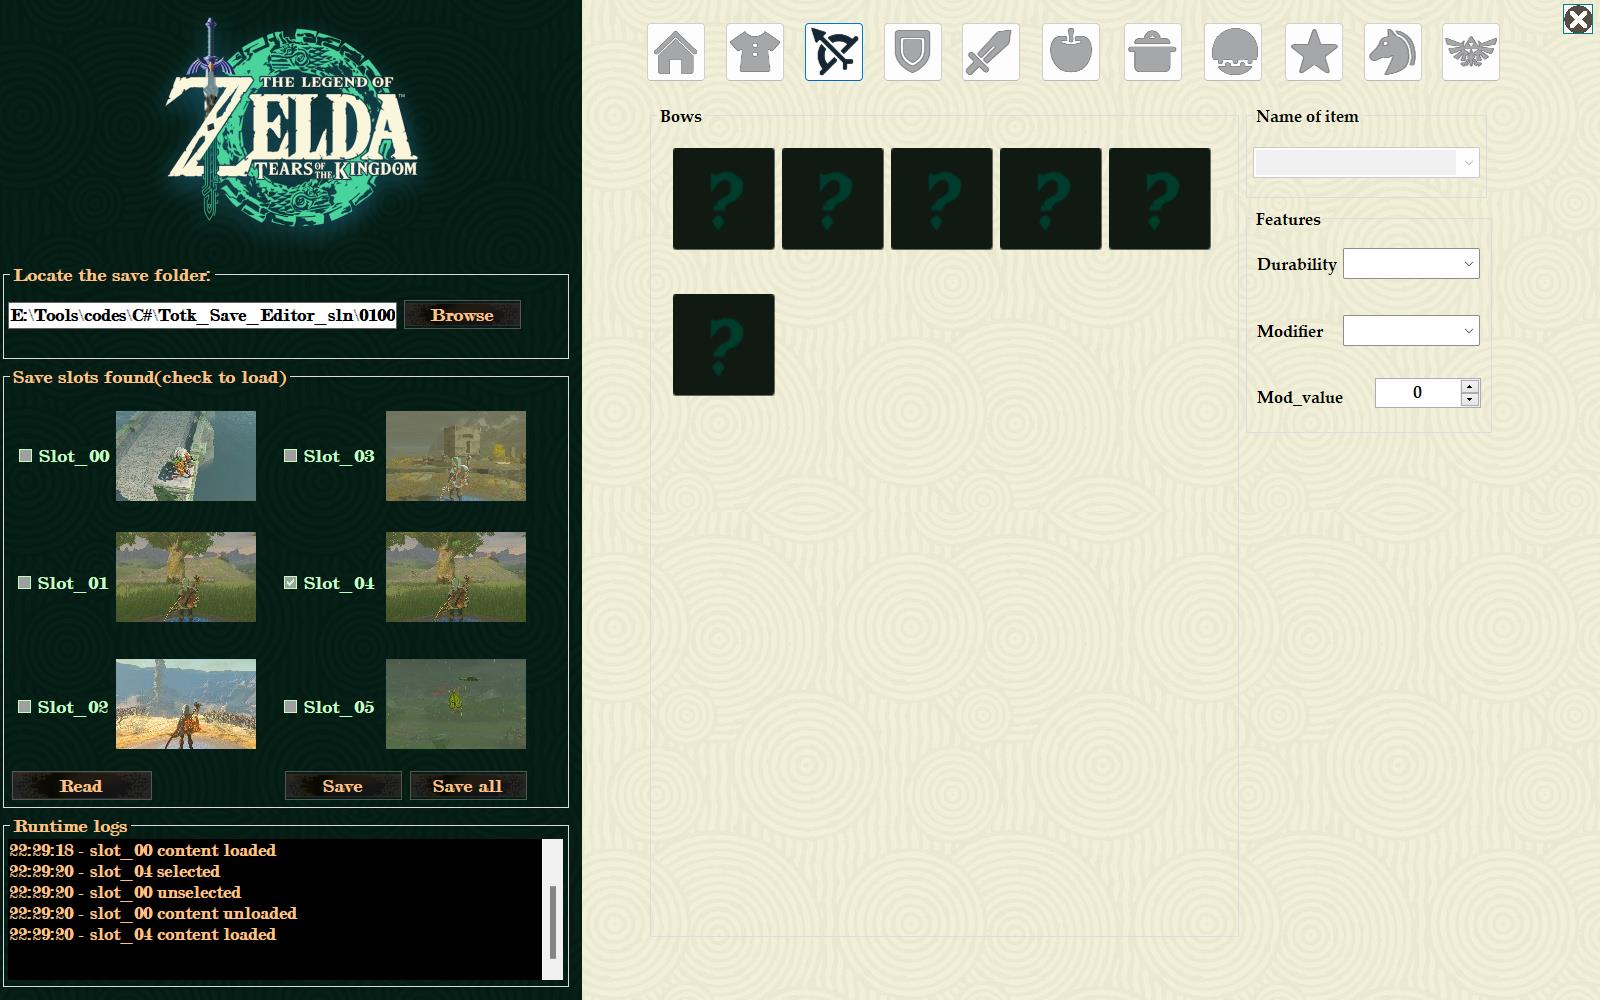 THE LEGEND OF
ZELDA™
TEARS OF THE KINGDOM
Locate the save folder:
E:\Tools\codes\C#\Totk_Save_Editor_sln\0100
Browse
Save slots found(check to load)
Slot_00
Slot_03
Slot_01
Slot_04
Slot_02
Slot_05
Read
Save
Save all
Runtime logs
22:29:18 - slot_00 content loaded
22:29:20 - slot_04 selected
22:29:20 - slot_00 unselected
22:29:20 - slot_00 content unloaded
22:29:20 - slot_04 content loaded
Bows
? ? ? ? ?
?
Name of item
Features
Durability
Modifier
Mod_value
0